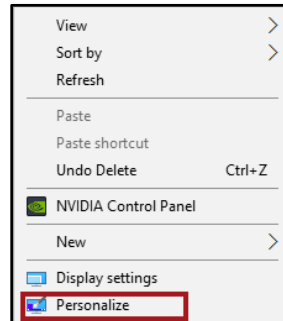 View
Sort by
Refresh
Paste
Paste shortcut
Undo Delete Ctrl+Z
NVIDIA Control Panel
New
Display settings
Personalize